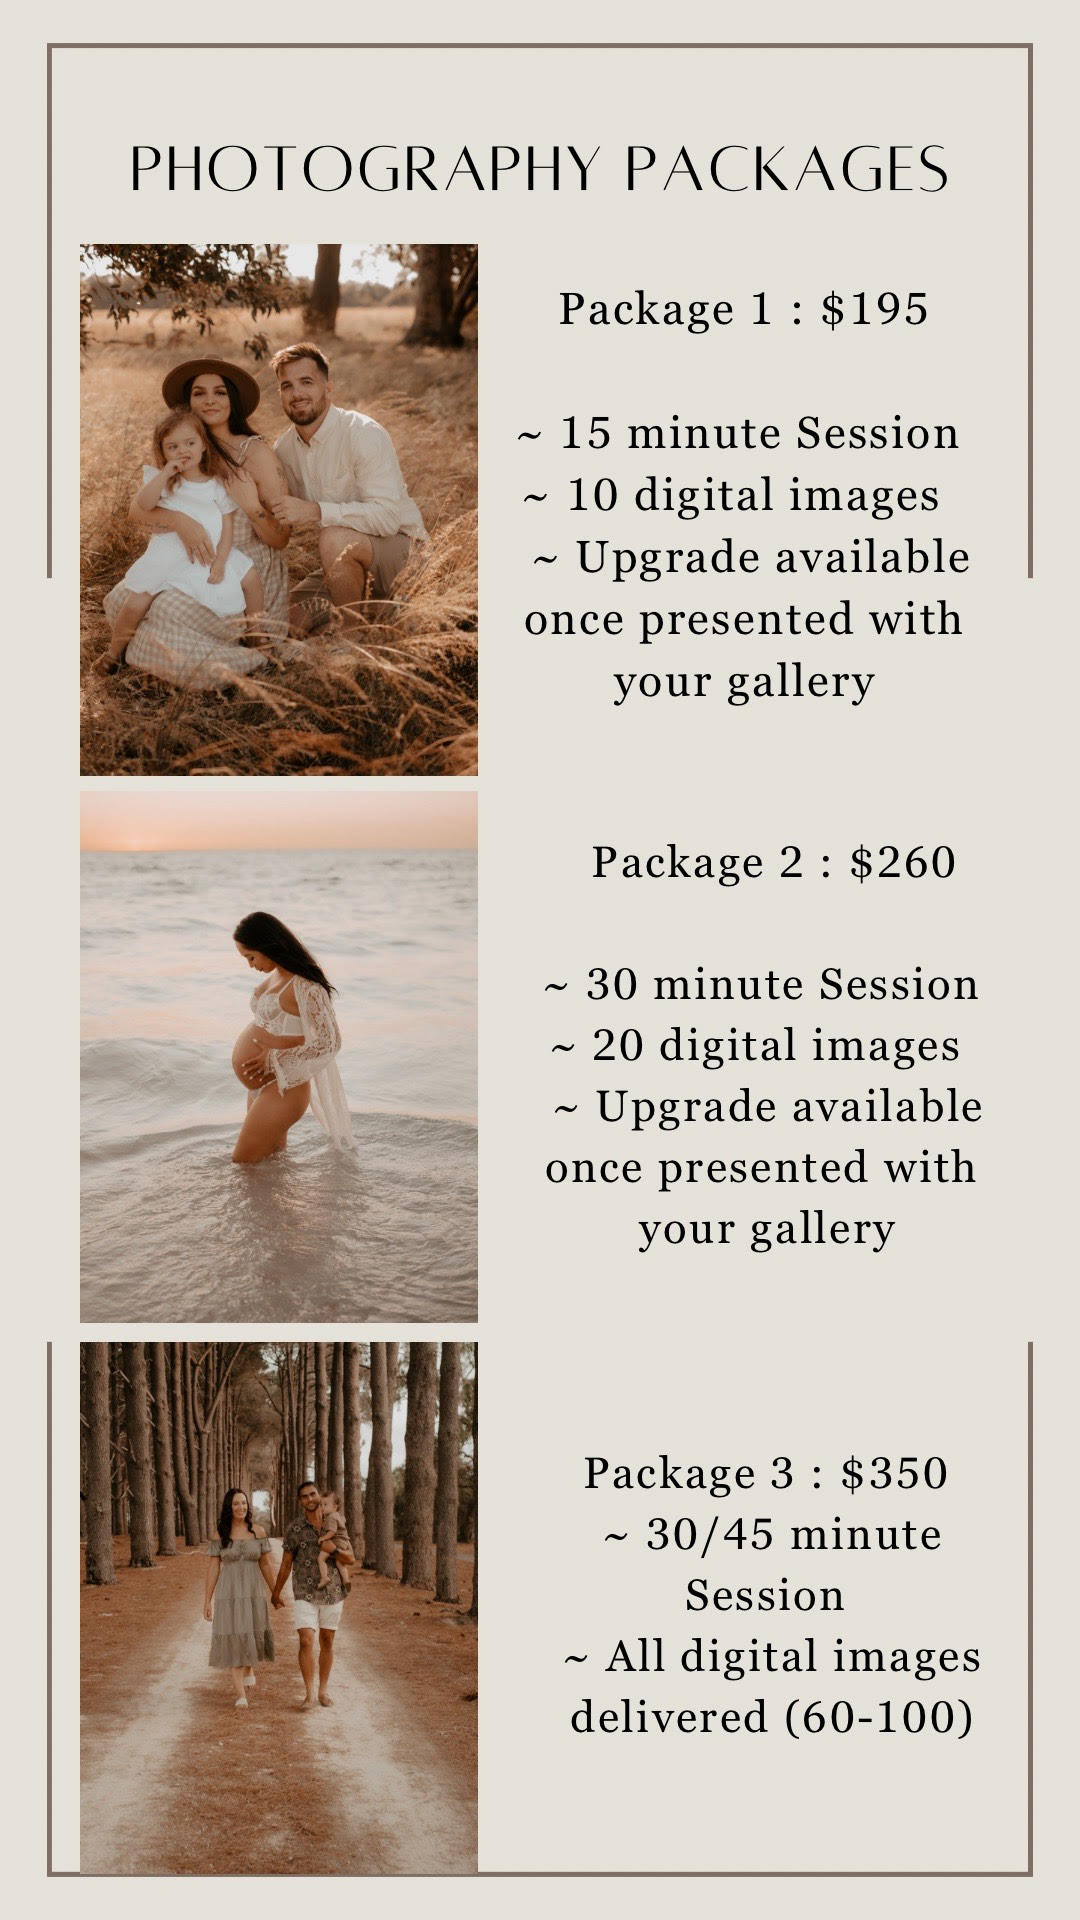 PHOTOGRAPHY PACKAGES
Package 1 : $195
~ 15 minute Session
~ 10 digital images
~ Upgrade available
once presented with
your gallery
Package 2 : $260
~ 30 minute Session
~ 20 digital images
~ Upgrade available
once presented with
your gallery
Package 3 : $350
~ 30/45 minute
Session
~ All digital images
delivered (60-100)